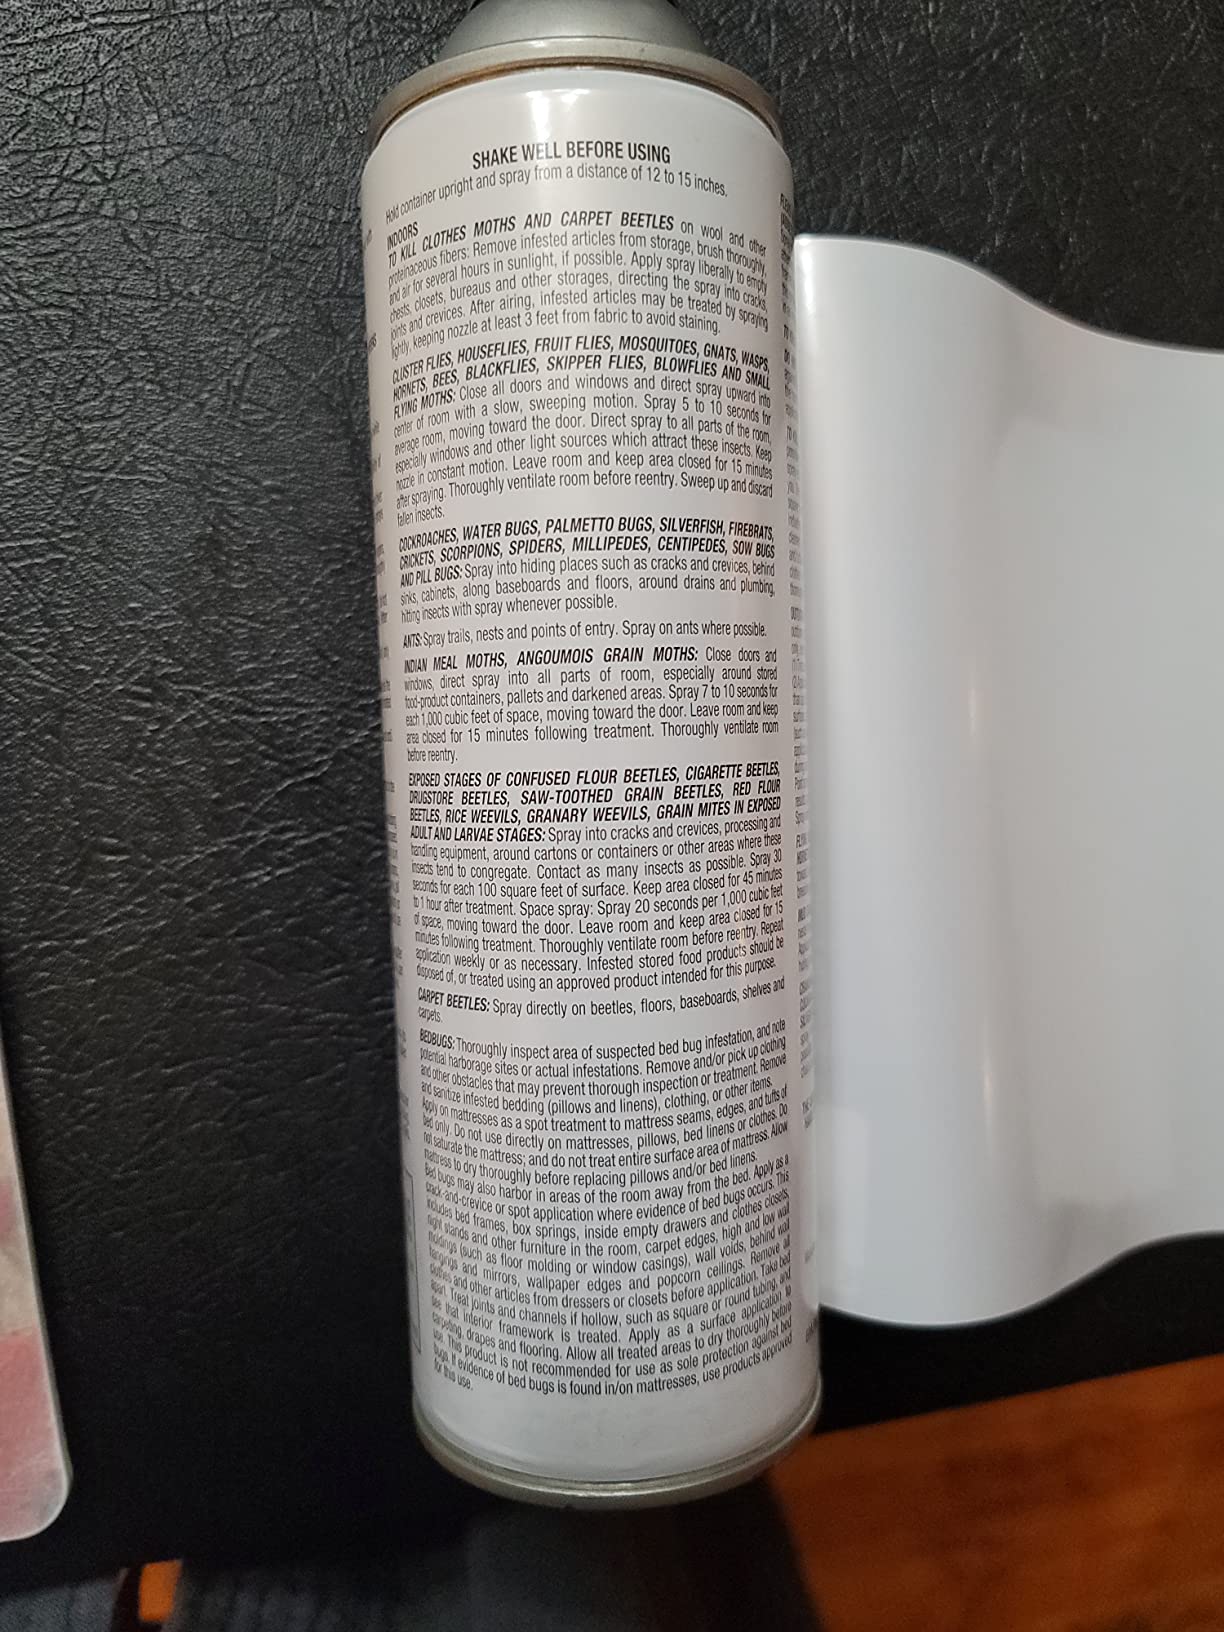 SHAKE WELL BEFORE USING
Hold container upright and spray from a distance of 12 to 15 inches.
INDOORS
TO KILL CLOTHES MOTHS AND CARPET BEETLES on wool and other
proteinaceous fibers: Remove infested articles from storage, brush thoroughly,
and air for several hours in sunlight, if possible. Apply spray liberally to empty
chests, closets, bureaus and other storages, directing the spray into cracks,
joints and crevices. After airing, infested articles may be treated by spraying
lightly, keeping nozzle at least 3 feet from fabric to avoid staining.
CLUSTER FLIES, HOUSEFLIES, FRUIT FLIES, MOSQUITOES, GNATS, WASPS,
HORNETS, BEES, BLACKFLIES, SKIPPER FLIES, BLOWFLIES AND SMALL
FLYING MOTHS: Close all doors and windows and direct spray upward into
center of room with a slow, sweeping motion. Spray 5 to 10 seconds for
average room, moving toward the door. Direct spray to all parts of the room,
especially windows and other light sources which attract these insects. Keep
nozzle in constant motion. Leave room and keep area closed for 15 minutes
after spraying. Thoroughly ventilate room before reentry. Sweep up and discard
fallen insects.
COCKROACHES, WATER BUGS, PALMETTO BUGS, SILVERFISH, FIREBRATS,
CRICKETS, SCORPIONS, SPIDERS, MILLIPEDES, CENTIPEDES, SOW BUGS
AND PILL BUGS: Spray into hiding places such as cracks and crevices, behind
sinks, cabinets, along baseboards and floors, around drains and plumbing,
hitting insects with spray whenever possible.
ANTS: Spray trails, nests and points of entry. Spray on ants where possible.
INDIAN MEAL MOTHS, ANGOUMOIS GRAIN MOTHS: Close doors and
windows, direct spray into all parts of room, especially around stored
food-product containers, pallets and darkened areas. Spray 7 to 10 seconds for
each 1,000 cubic feet of space, moving toward the door. Leave room and keep
area closed for 15 minutes following treatment. Thoroughly ventilate room
before reentry.
EXPOSED STAGES OF CONFUSED FLOUR BEETLES, CIGARETTE BEETLES,
DRUGSTORE BEETLES, SAW-TOOTHED GRAIN BEETLES, RED FLOUR
BEETLES, RICE WEEVILS, GRANARY WEEVILS, GRAIN MITES IN EXPOSED
ADULT AND LARVAE STAGES: Spray into cracks and crevices, processing and
handling equipment, around cartons or containers or other areas where these
insects tend to congregate. Contact as many insects as possible. Spray 30
seconds for each 100 square feet of surface. Keep area closed for 45 minutes
to 1 hour after treatment. Space spray: Spray 20 seconds per 1,000 cubic feet
of space, moving toward the door. Leave room and keep area closed for 15
minutes following treatment. Thoroughly ventilate room before reentry. Repeat
application weekly or as necessary. Infested stored food products should be
disposed of, or treated using an approved product intended for this purpose.
CARPET BEETLES: Spray directly on beetles, floors, baseboards, shelves and
carpets.
BEDBUGS: Thoroughly inspect area of suspected bed bug infestation, and note
potential harborage sites or actual infestations. Remove and/or pick up clothing
and other obstacles that may prevent thorough inspection or treatment. Remove
and sanitize infested bedding (pillows and linens), clothing, or other items.
Apply on mattresses as a spot treatment to mattress seams, edges, and tufts of
bed only. Do not use directly on mattresses, pillows, bed linens or clothes. Do
not saturate the mattress; and do not treat entire surface area of mattress. Allow
mattress to dry thoroughly before replacing pillows and/or bed linens.
Bed bugs may also harbor in areas of the room away from the bed. Apply as a
crack-and-crevice or spot application where evidence of bed bugs occurs. This
includes bed frames, box springs, inside empty drawers and clothes closets,
night stands and other furniture in the room, carpet edges, high and low wall
moldings (such as floor molding or window casings), wall voids, behind wall
hangings and mirrors, wallpaper edges and popcorn ceilings. Remove all
clothes and other articles from dressers or closets before application. Take bed
apart. Treat joints and channels if hollow, such as square or round tubing, and
see that interior framework is treated. Apply as a surface application to
carpeting, drapes and flooring. Allow all treated areas to dry thoroughly before
use. This product is not recommended for use as sole protection against bed
bugs. If evidence of bed bugs is found in/on mattresses, use products approved
for this use.